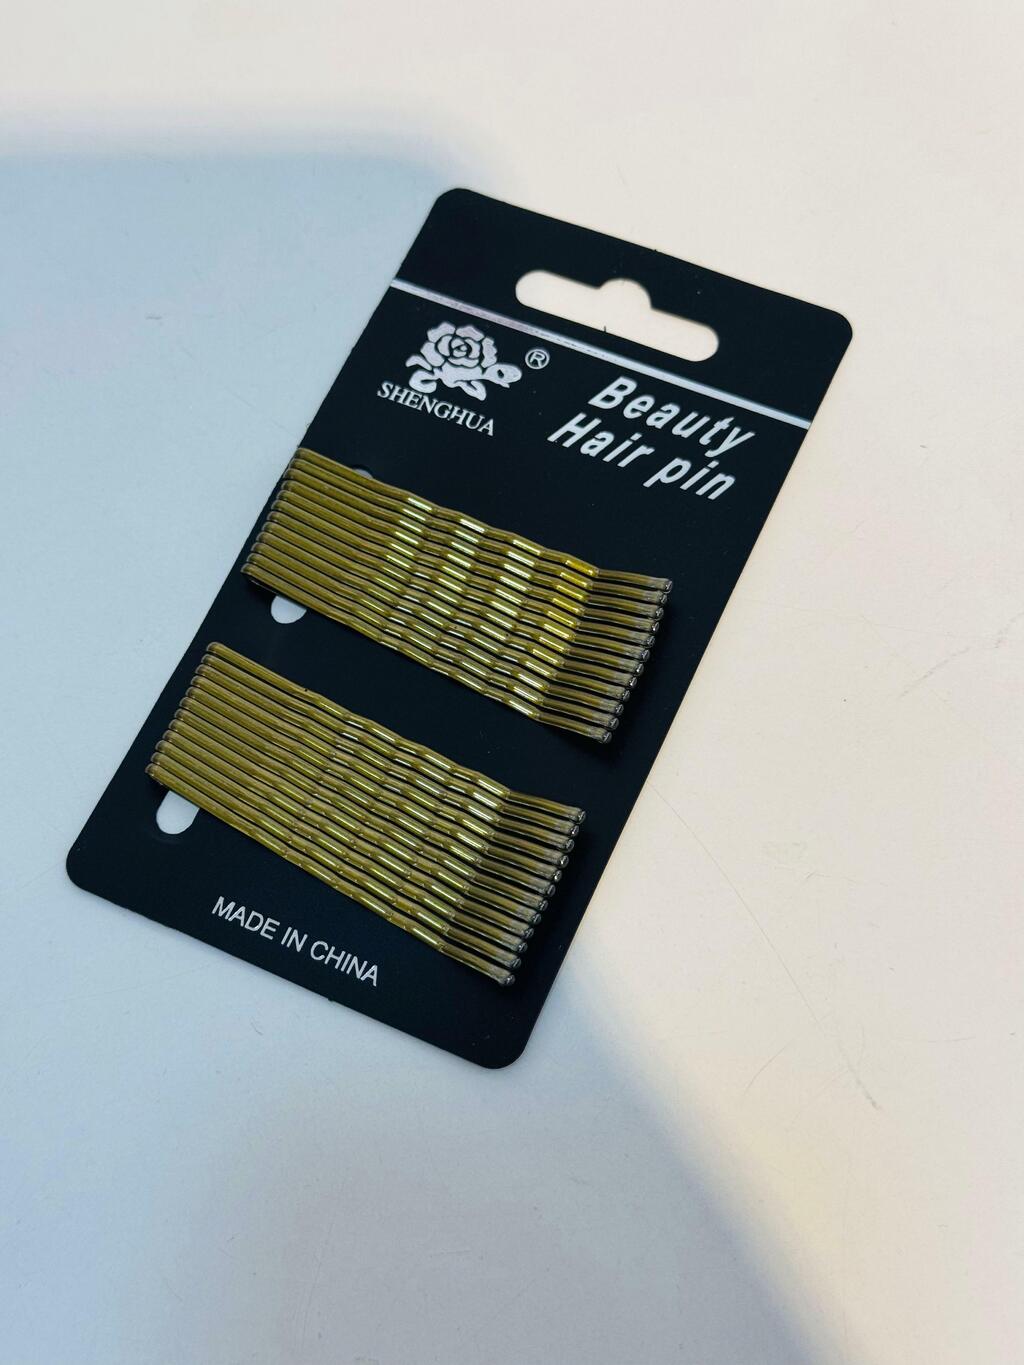 ®
SHENGHUA
Beauty
Hair pin
MADE IN CHINA